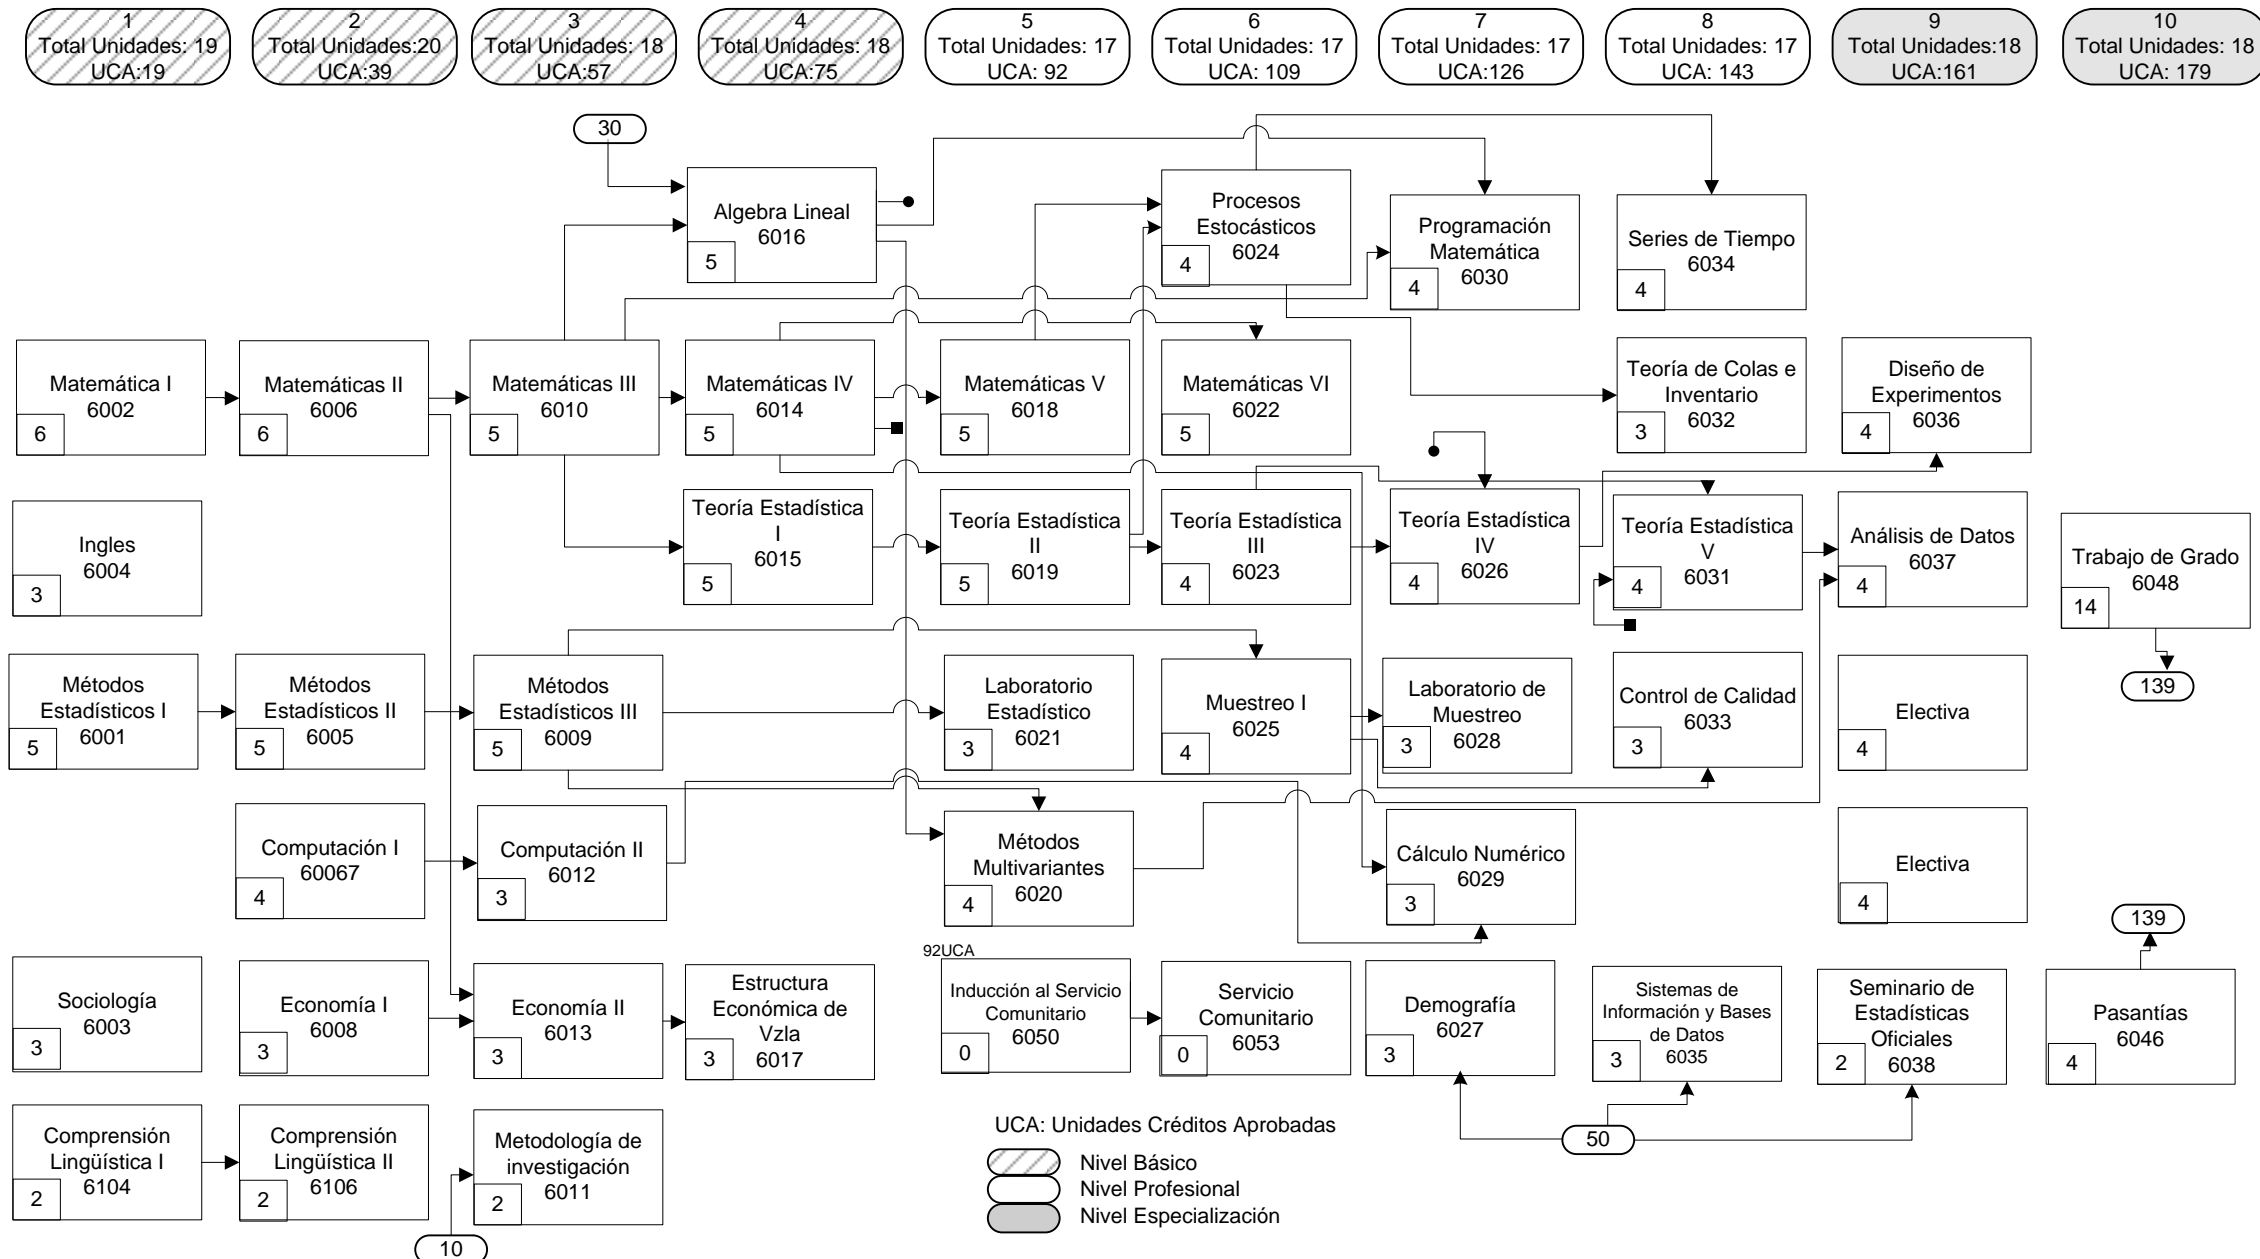 1
Total Unidades: 19
UCA:19
2
Total Unidades:20
UCA:39
3
Total Unidades: 18
UCA:57
4
Total Unidades: 18
UCA:75
5
Total Unidades: 17
UCA: 92
6
Total Unidades: 17
UCA: 109
7
Total Unidades: 17
UCA:126
8
Total Unidades: 17
UCA: 143
9
Total Unidades:18
UCA:161
10
Total Unidades: 18
UCA: 179
30
Algebra Lineal
6016
5
Procesos
Estocásticos
6024
4
Programación
Matemática
6030
4
Series de Tiempo
6034
4
Matemática I
6002
6
Matemáticas II
6006
6
Matemáticas III
6010
5
Matemáticas IV
6014
5
Matemáticas V
6018
5
Matemáticas VI
6022
5
Teoría de Colas e
Inventario
6032
3
Diseño de
Experimentos
6036
4
Ingles
6004
3
Teoría Estadística
I
6015
5
Teoría Estadística
II
6019
5
Teoría Estadística
III
6023
4
Teoría Estadística
IV
6026
4
Teoría Estadística
V
6031
4
Análisis de Datos
6037
4
Trabajo de Grado
6048
14
139
Métodos
Estadísticos I
6001
5
Métodos
Estadísticos II
6005
5
Métodos
Estadísticos III
6009
5
Laboratorio
Estadístico
6021
3
Muestreo I
6025
4
Laboratorio de
Muestreo
6028
3
Control de Calidad
6033
3
Electiva
4
Computación I
60067
4
Computación II
6012
3
Métodos
Multivariantes
6020
4
Cálculo Numérico
6029
3
Electiva
4
139
Sociología
6003
3
Economía I
6008
3
Economía II
6013
3
Estructura
Económica de
Vzla
6017
3
92UCA
Inducción al Servicio
Comunitario
6050
0
Servicio
Comunitario
6053
0
Demografía
6027
3
Sistemas de
Información y Bases
de Datos
6035
3
Seminario de
Estadísticas
Oficiales
6038
2
Pasantías
6046
4
Comprensión
Lingüística I
6104
2
Comprensión
Lingüística II
6106
2
Metodología de
investigación
6011
2
10
50
UCA: Unidades Créditos Aprobadas
Nivel Básico
Nivel Profesional
Nivel Especialización